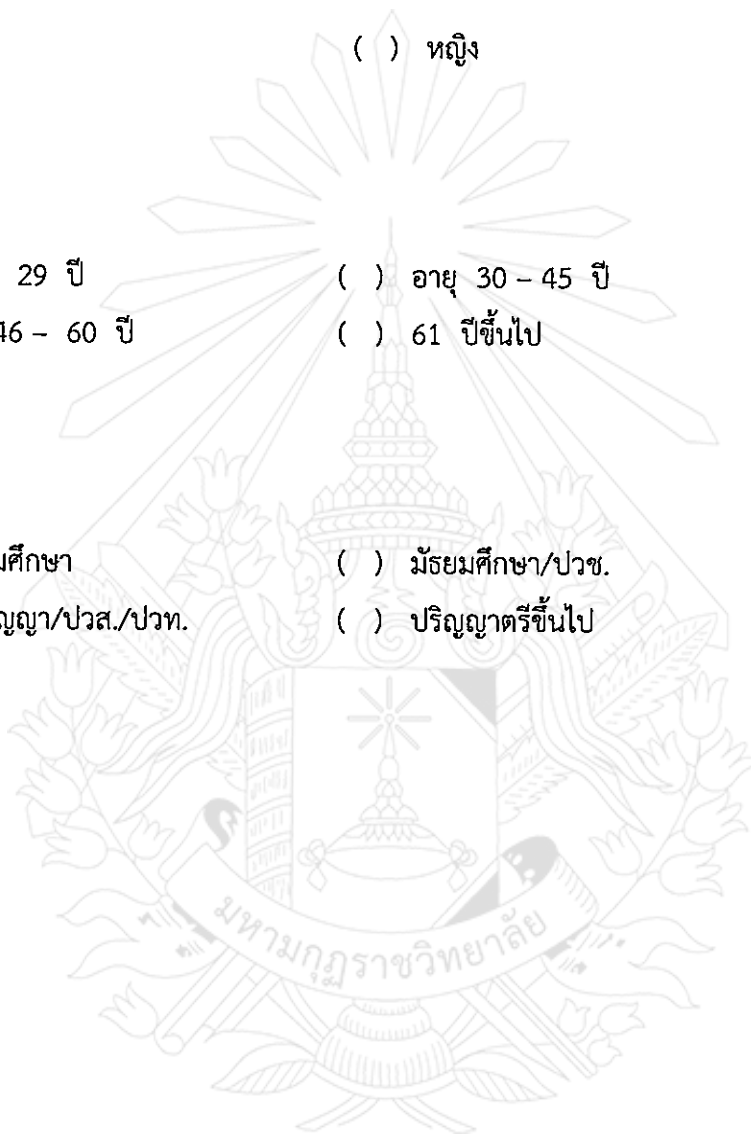 ( ) หญิง
29 ปี ( ) อายุ 30 – 45 ปี
46 – 60 ปี ( ) 61 ปีขึ้นไป
มศึกษา ( ) มัธยมศึกษา/ปวช.
ญญา/ปวส./ปวท. ( ) ปริญญาตรีขึ้นไป
มหามกุฏราชวิทยาลัย